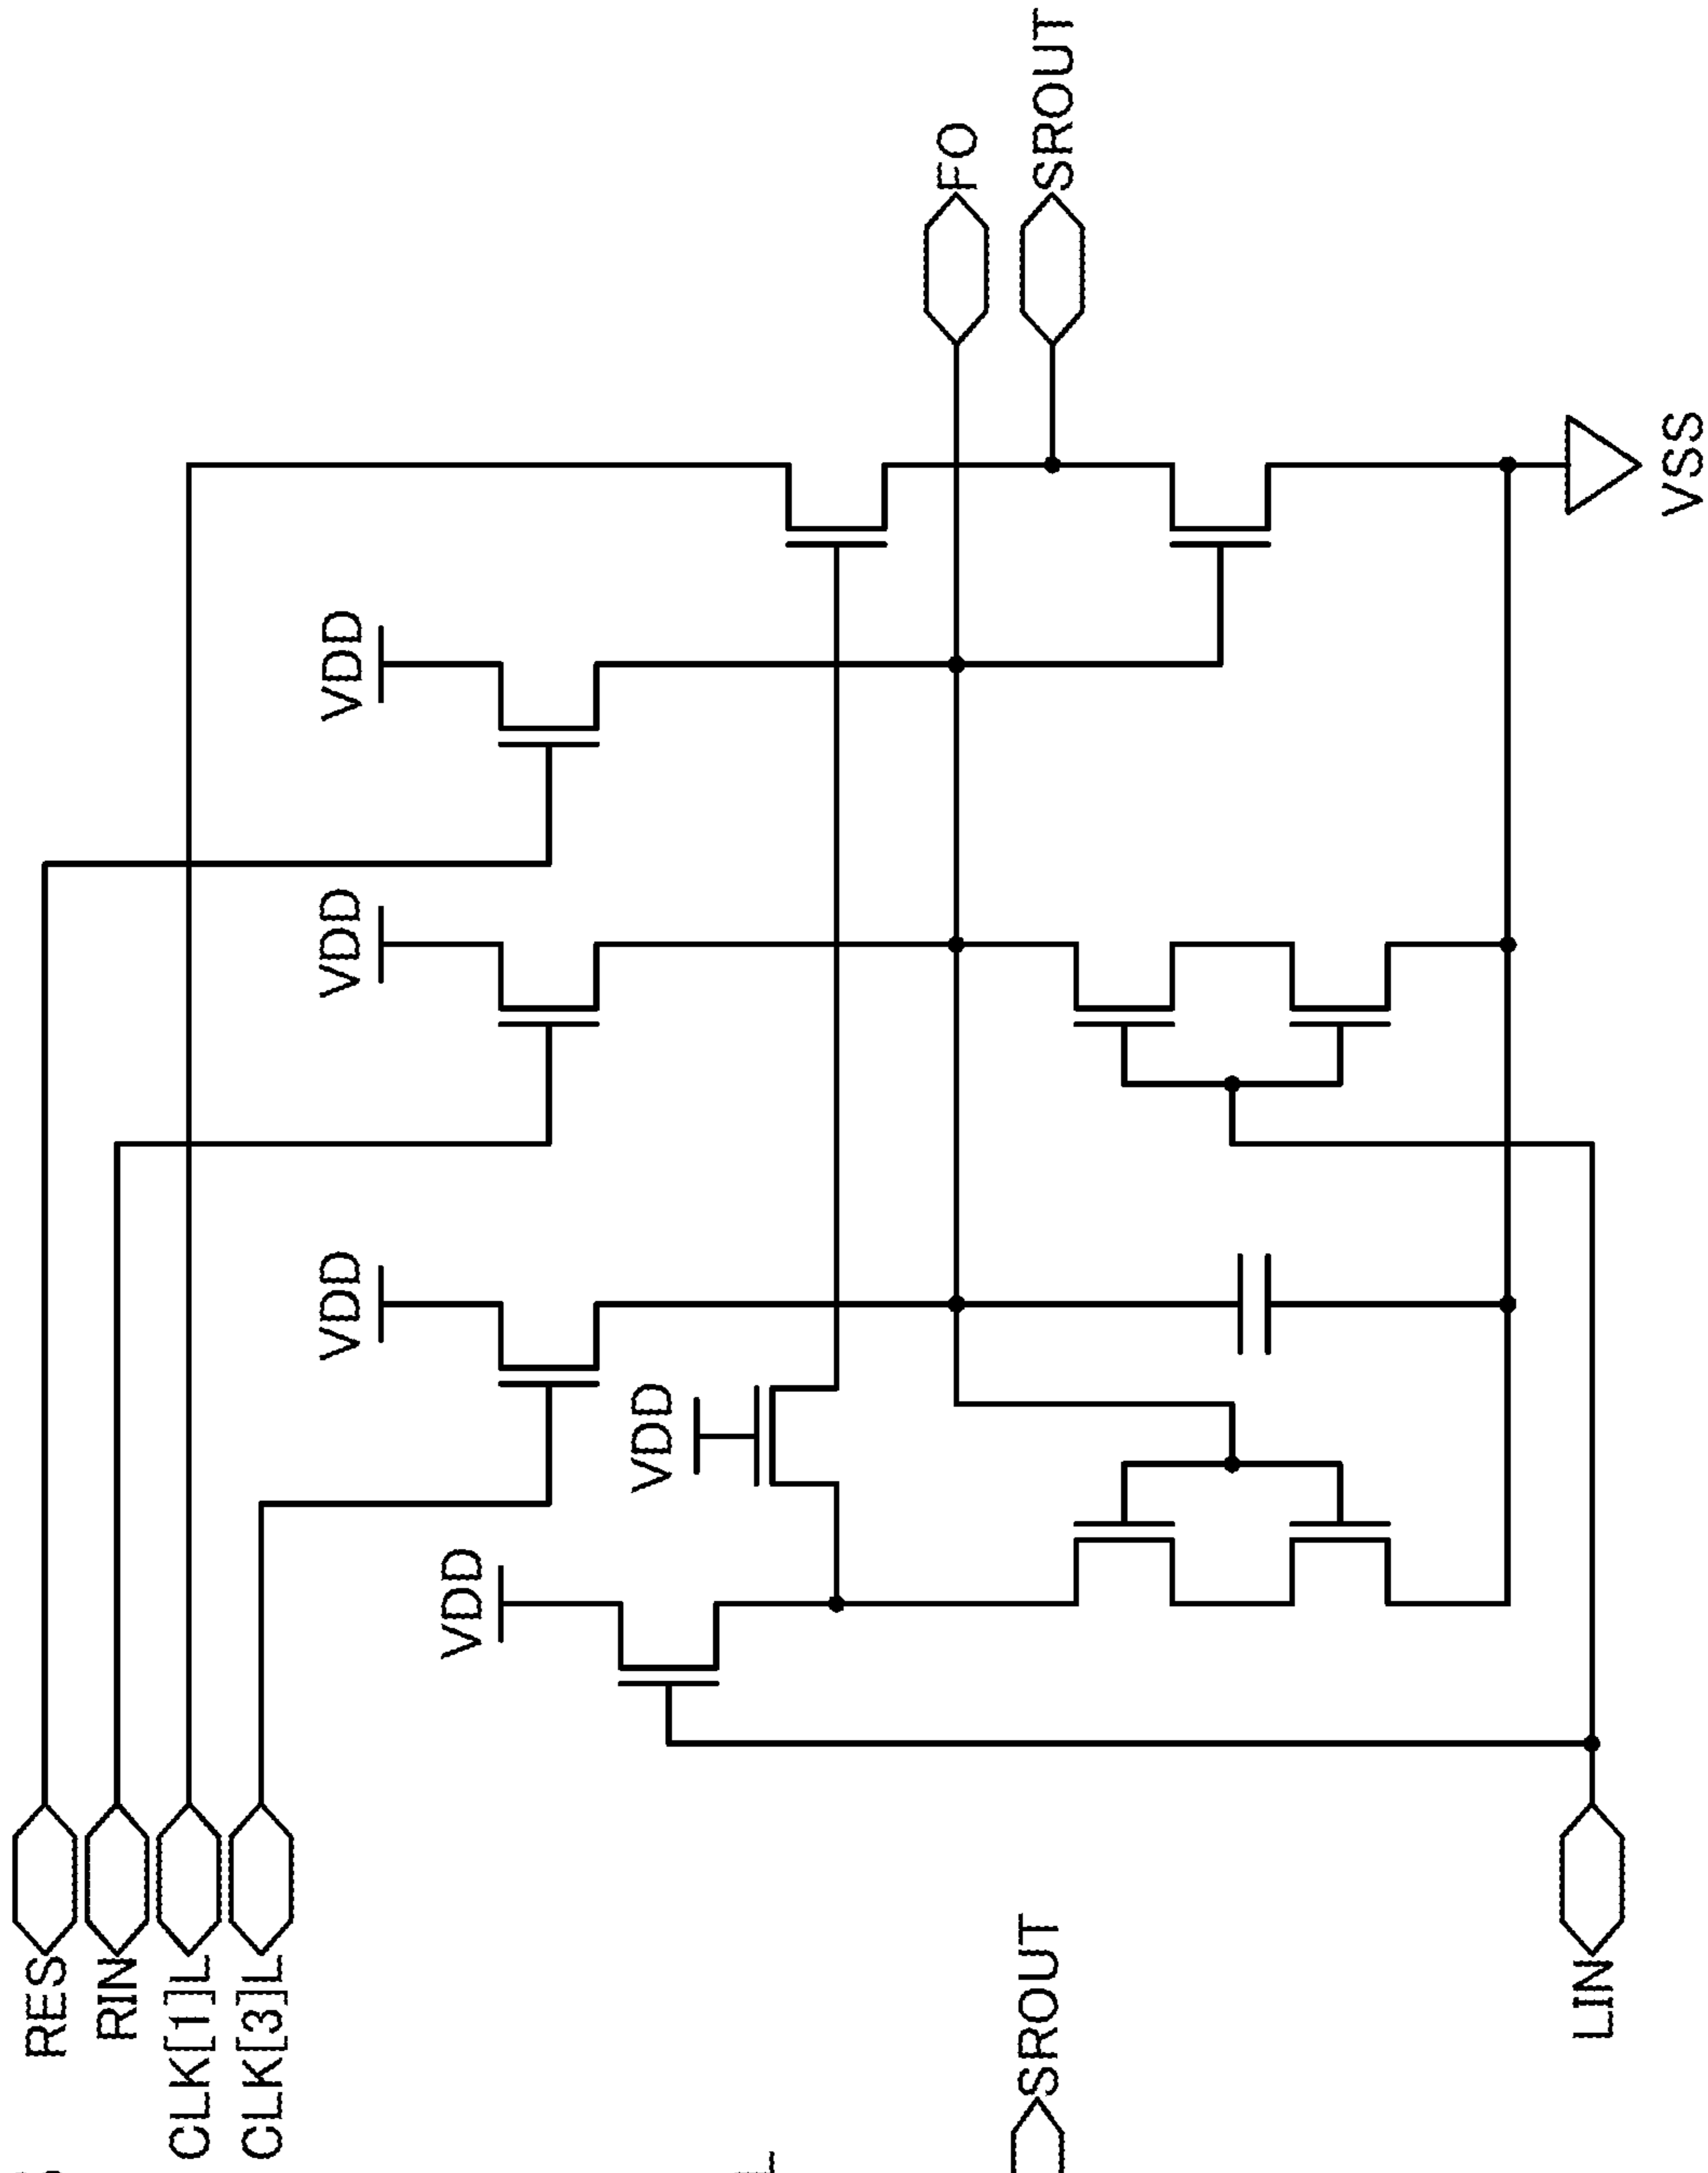 RES
RIN
CLK[1]L
CLK[3]L
VDD
VDD
VDD
VDD
VDD
FO
SROUT
SROUT
LIN
VSS